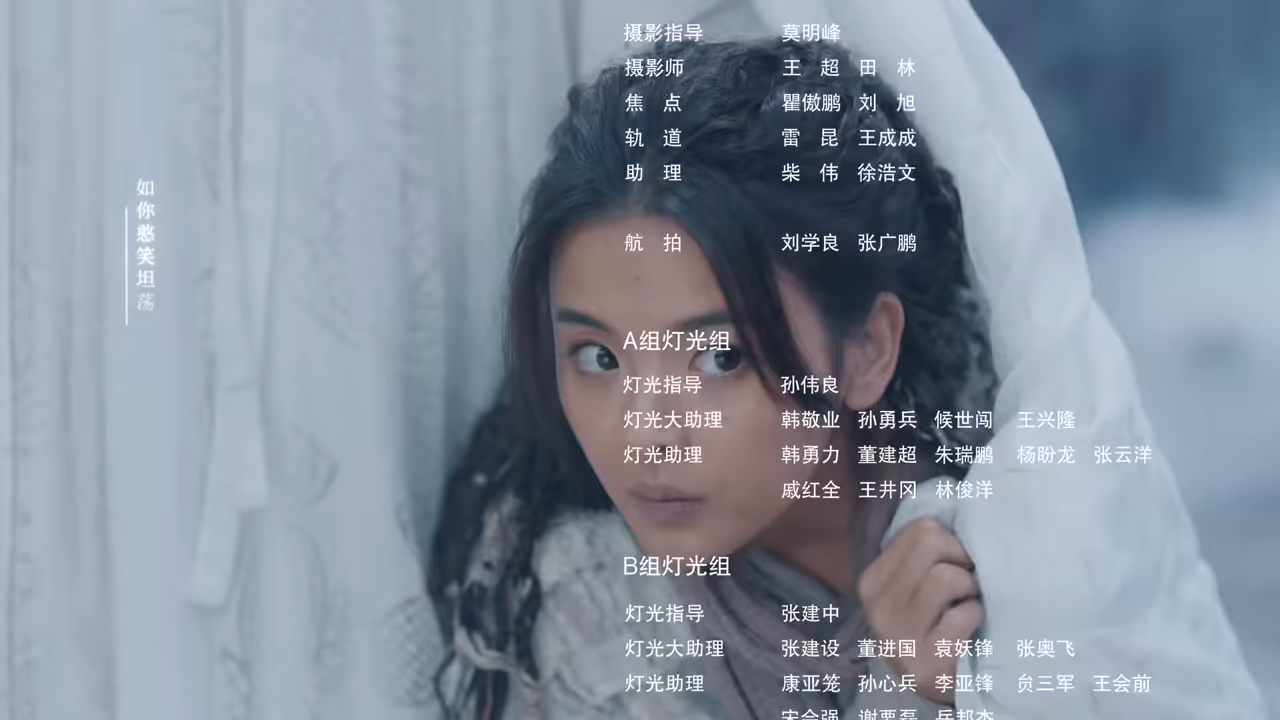 如你憨笑坦荡
摄影指导 莫明峰
摄影师 王 超 田 林
焦 点 瞿傲鹏 刘 旭
轨 道 雷 昆 王成成
助 理 柴 伟 徐浩文
航 拍 刘学良 张广鹏
A组灯光组
灯光指导 孙伟良
灯光大助理 韩敬业 孙勇兵 候世闯 王兴隆
灯光助理 韩勇力 董建超 朱瑞鹏 杨盼龙 张云洋
戚红全 王井冈 林俊洋
B组灯光组
灯光指导 张建中
灯光大助理 张建设 董进国 袁妖锋 张奥飞
灯光助理 康亚笼 孙心兵 李亚锋 贠三军 王会前